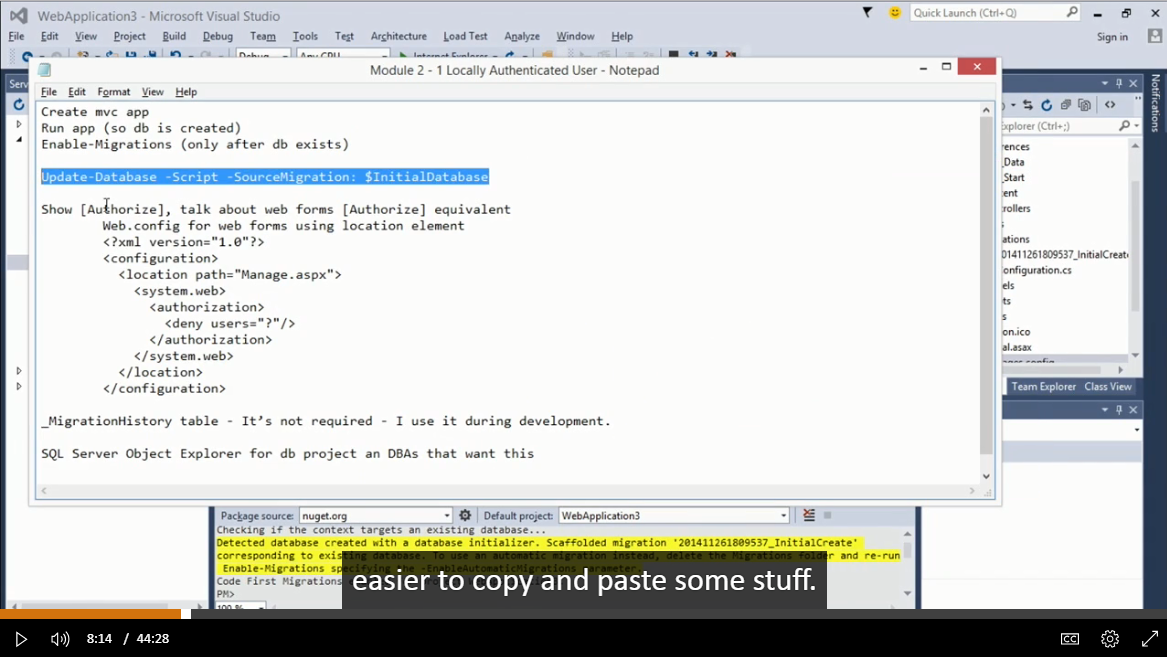 WebApplication3 - Microsoft Visual Studio
Quick Launch (Ctrl+Q)
File Edit View Project Build Debug Team Tools Test Architecture Load Test Analyze Window Help
Sign in
Module 2 - 1 Locally Authenticated User - Notepad
File Edit Format View Help
Create mvc app
Run app (so db is created)
Enable-Migrations (only after db exists)
Update-Database -Script -SourceMigration: $InitialDatabase
Show [Authorize], talk about web forms [Authorize] equivalent
Web.config for web forms using location element
<?xml version="1.0"?>
<configuration>
<location path="Manage.aspx">
<system.web>
<authorization>
<deny users="?"/>
</authorization>
</system.web>
</location>
</configuration>
_MigrationHistory table - It’s not required - I use it during development.
SQL Server Object Explorer for db project an DBAs that want this
Notifications
xplorer (Ctrl+;)
rences
_Data
_Start
ent
rollers
ations
01411261809537_InitialCreate
onfiguration.cs
els
ts
on.ico
al.asax
Team Explorer Class View
Package source: nuget.org Default project: WebApplication3
Checking if the context targets an existing database...
Detected database created with a database initializer. Scaffolded migration '201411261809537_InitialCreate'
corresponding to existing database. To use an automatic migration instead, delete the Migrations folder and re-run
Enable-Migrations specifying the -EnableAutomaticMigrations parameter.
Code First Migrations
PM>
100 %
easier to copy and paste some stuff.
8:14 / 44:28
CC